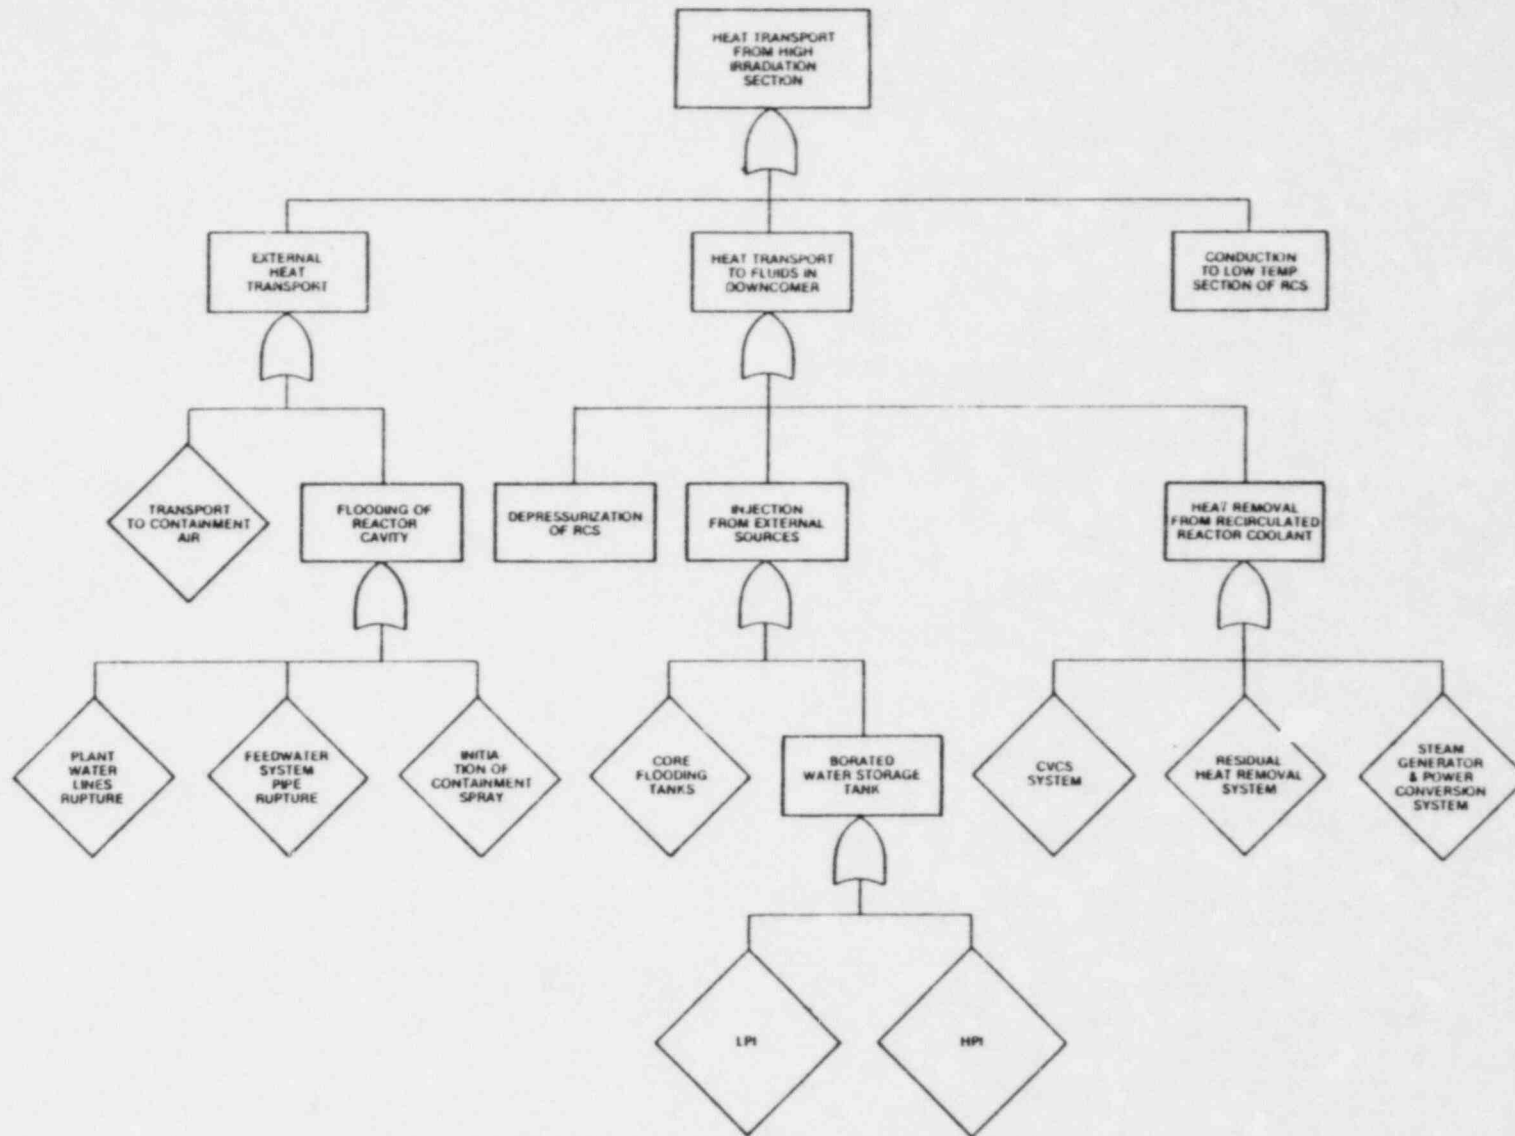 HEAT TRANSPORT
FROM HIGH
IRRADIATION
SECTION
EXTERNAL
HEAT
TRANSPORT
HEAT TRANSPORT
TO FLUIDS IN
DOWNCOMER
CONDUCTION
TO LOW TEMP
SECTION OF RCS
TRANSPORT
TO CONTAINMENT
AIR
FLOODING OF
REACTOR
CAVITY
DEPRESSURIZATION
OF RCS
INJECTION
FROM EXTERNAL
SOURCES
HEAT REMOVAL
FROM RECIRCULATED
REACTOR COOLANT
PLANT
WATER
LINES
RUPTURE
FEEDWATER
SYSTEM
PIPE
RUPTURE
INITIA
TION OF
CONTAINMENT
SPRAY
CORE
FLOODING
TANKS
BORATED
WATER STORAGE
TANK
CVCS
SYSTEM
RESIDUAL
HEAT REMOVAL
SYSTEM
STEAM
GENERATOR
& POWER
CONVERSION
SYSTEM
LPI
HPI